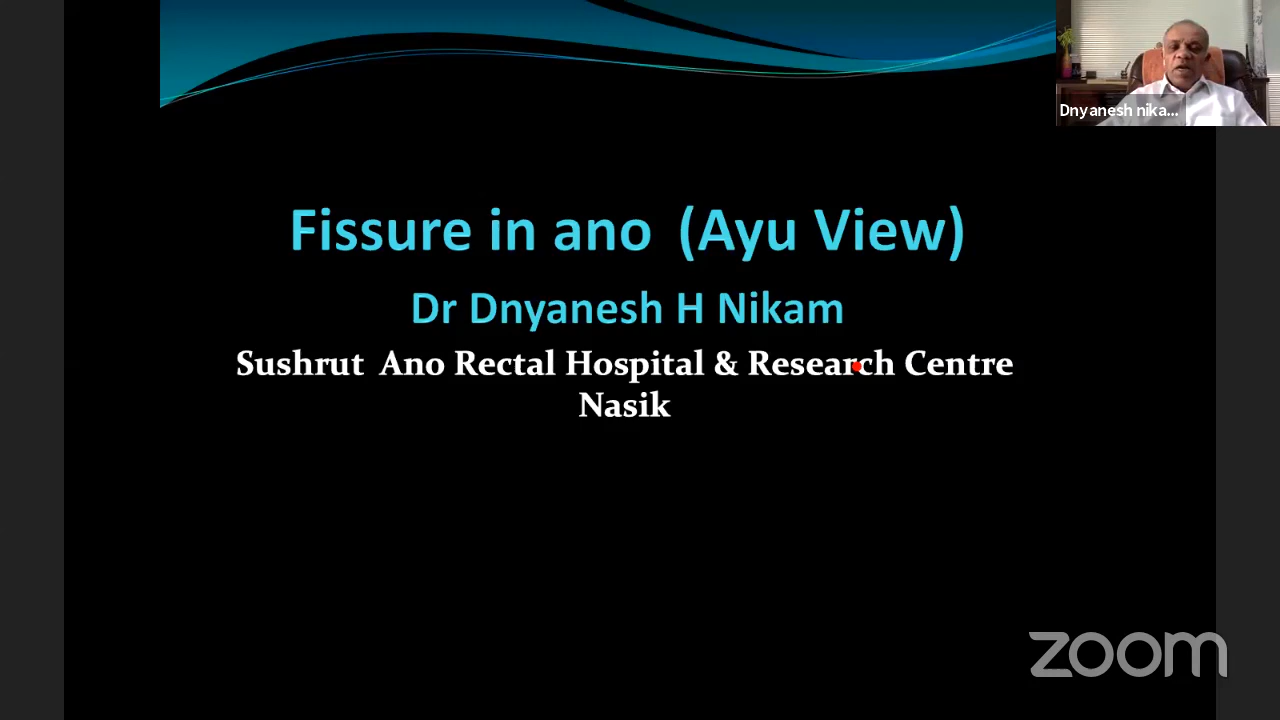 Dnyanesh nika...
Fissure in ano (Ayu View)
Dr Dnyanesh H Nikam
Sushrut Ano Rectal Hospital & Research Centre
Nasik
zoom